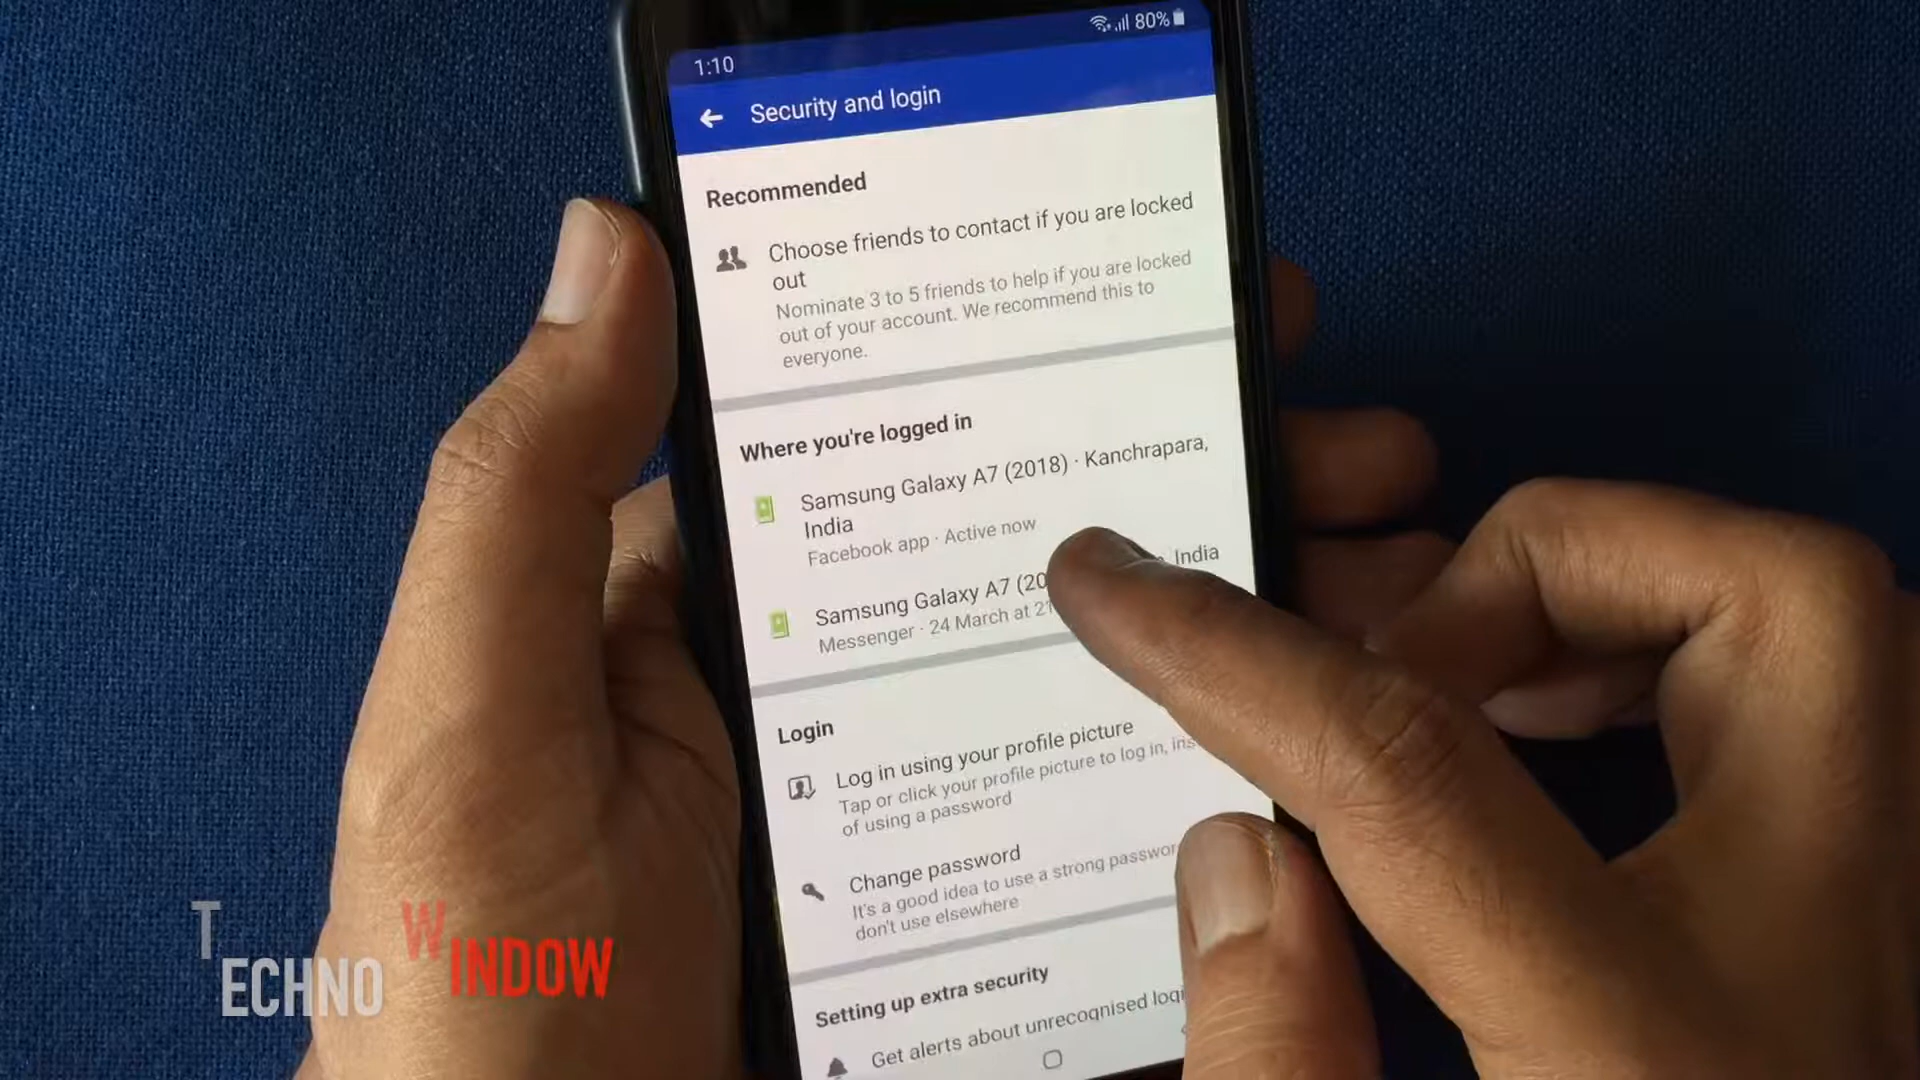 1:10
80%
Security and login
Recommended
Choose friends to contact if you are locked
out
Nominate 3 to 5 friends to help if you are locked
out of your account. We recommend this to
everyone.
Where you're logged in
Samsung Galaxy A7 (2018) · Kanchrapara,
India
Facebook app · Active now
Samsung Galaxy A7 (20 India
Messenger · 24 March at 21
Login
Log in using your profile picture
Tap or click your profile picture to log in, ins
of using a password
Change password
It's a good idea to use a strong passwor
don't use elsewhere
Setting up extra security
Get alerts about unrecognised logi
TECHNO WINDOW